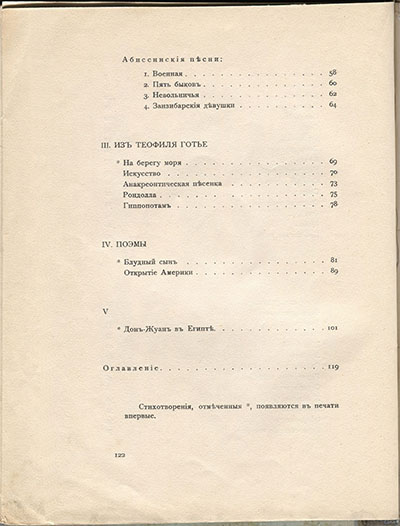 Абиссинскія пѣсни:
1. Военная . . . . . . . . . . . . . . 58
2. Пять быковъ . . . . . . . . . . . . 60
3. Невольничья . . . . . . . . . . . . 62
4. Занзибарскія дѣвушки . . . . . . . . 64
III. ИЗЪ ТЕОФИЛЯ ГОТЬЕ
* На берегу моря . . . . . . . . . . . 69
Искусство . . . . . . . . . . . . . . 70
Анакреонтическая пѣсенка . . . . . . . 73
Рондолла . . . . . . . . . . . . . . . 75
Гиппопотамъ . . . . . . . . . . . . . 78
IV. ПОЭМЫ
* Блудный сынъ . . . . . . . . . . . . 81
Открытіе Америки . . . . . . . . . . . 89
V
* Донъ-Жуанъ въ Египтѣ . . . . . . . . 101
Оглавленіе . . . . . . . . . . . . . . 119
Стихотворенія, отмѣченныя *, появляются въ печати
впервые.
122